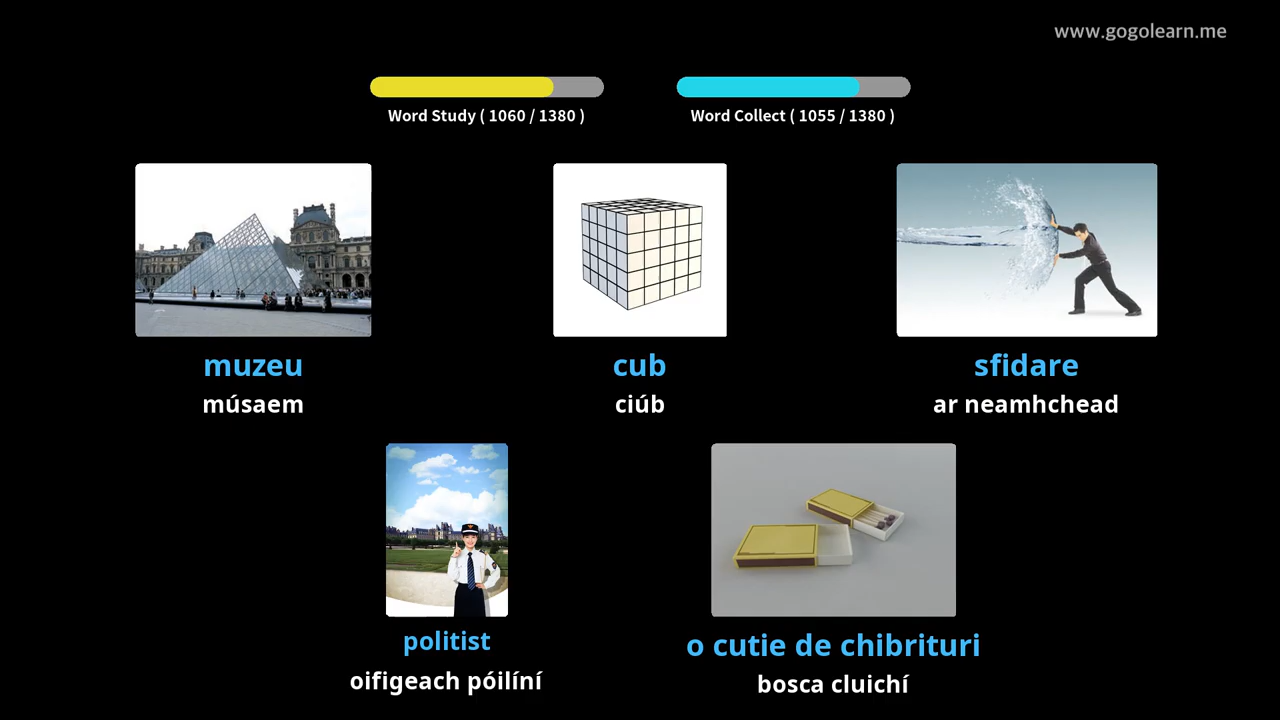 www.gogolearn.me
Word Study ( 1060 / 1380 )
Word Collect ( 1055 / 1380 )
muzeu
músaem
cub
ciúb
sfidare
ar neamhchead
politist
oifigeach póilíní
o cutie de chibrituri
bosca cluichí